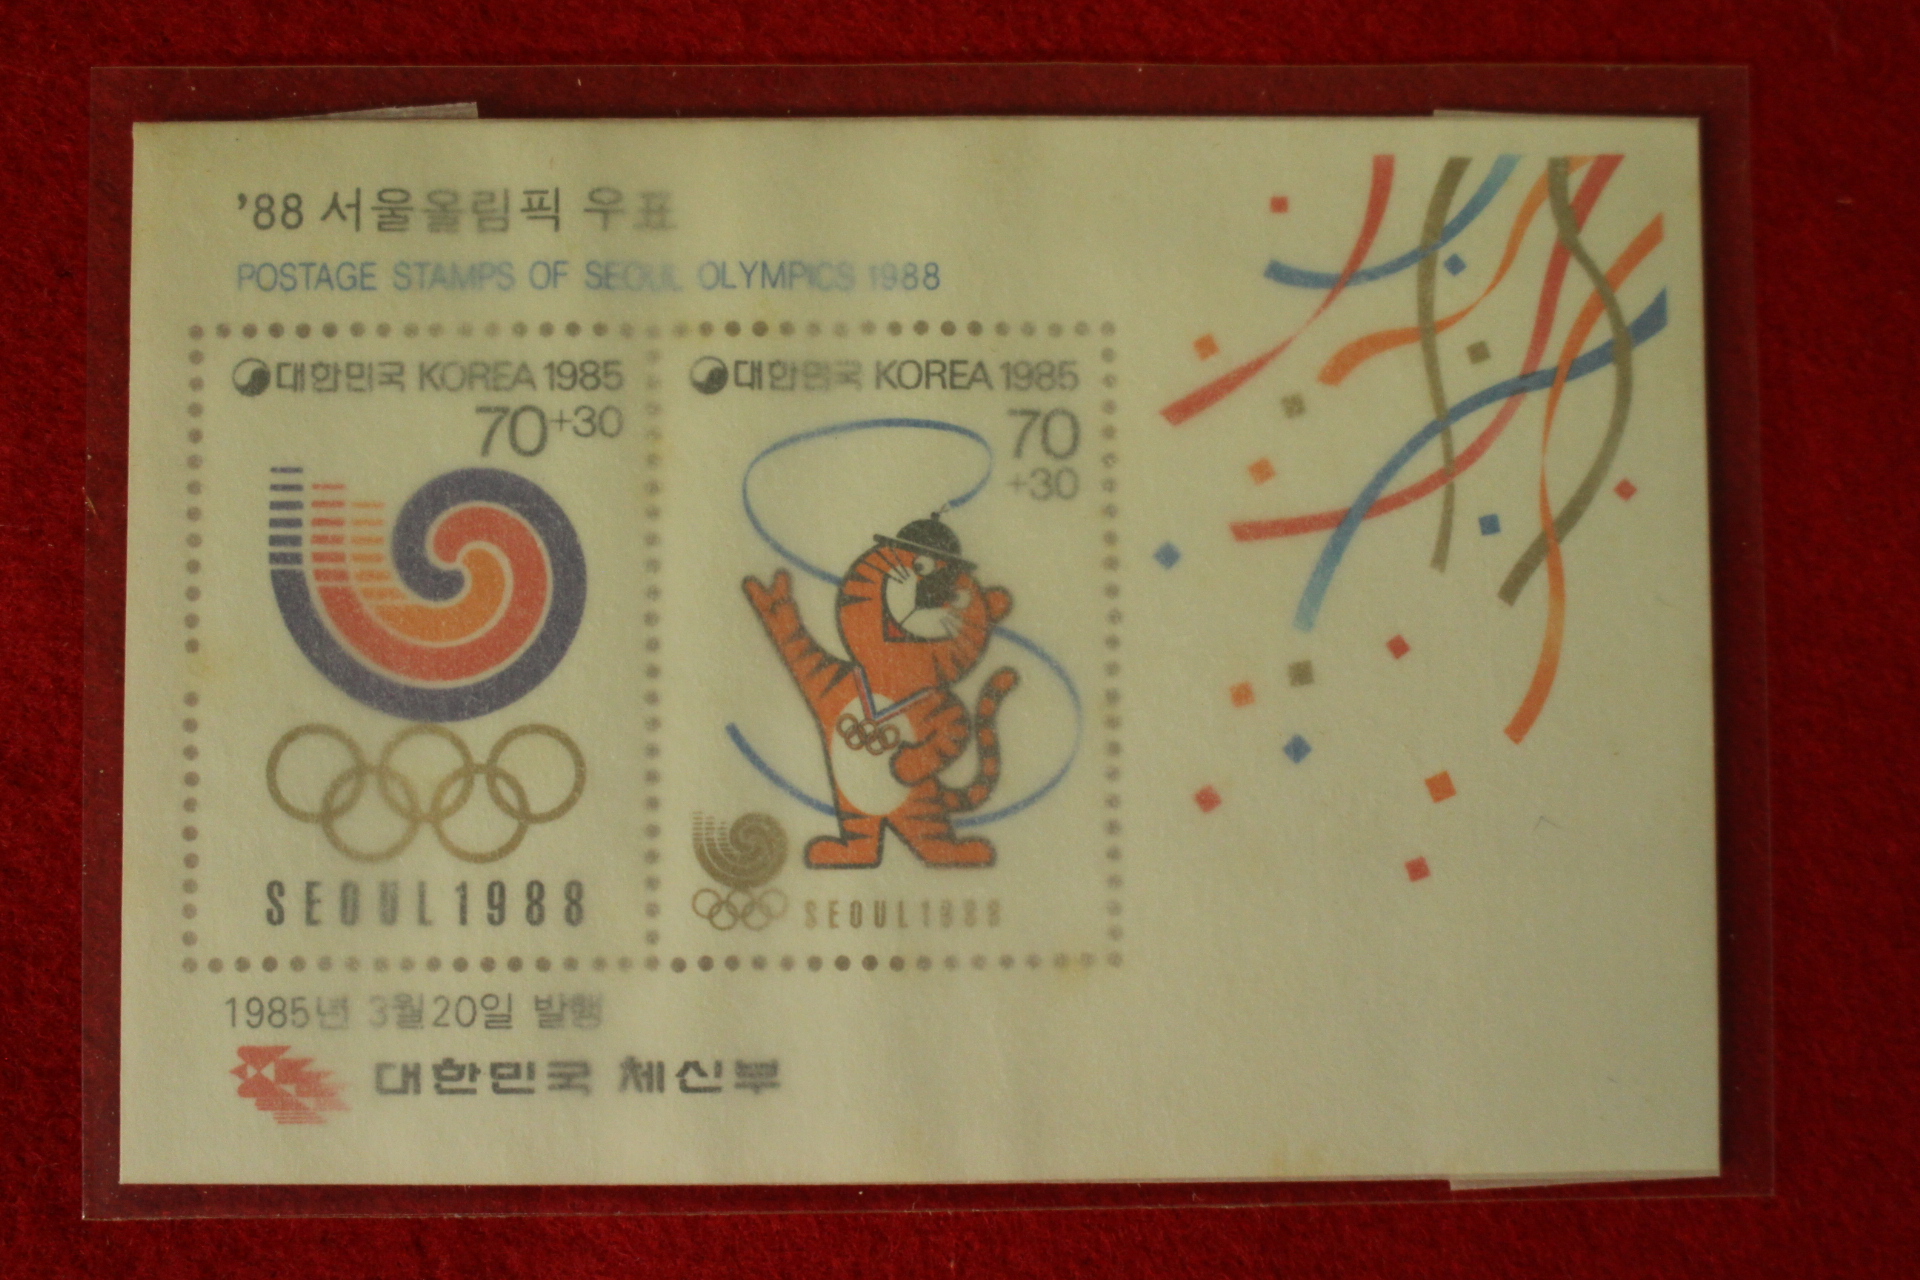 '88 서울올림픽 우표
POSTAGE STAMPS OF SEOUL OLYMPICS 1988
대한민국 KOREA 1985
70+30
SEOUL 1988
대한민국 KOREA 1985
70
+30
SEOUL 1988
1985년 3월 20일 발행
대한민국 체신부